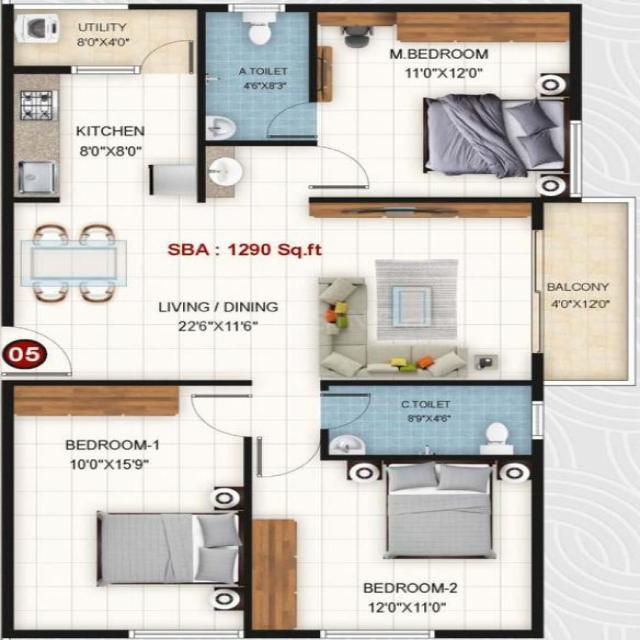 UTILITY
8'0"X4'0"
A.TOILET
4'6"X8'3"
M.BEDROOM
11'0"X12'0"
KITCHEN
8'0"X8'0"
SBA : 1290 Sq.ft
LIVING / DINING
22'6"X11'6"
BALCONY
4'0"X12'0"
05
C.TOILET
8'9"X4'6"
BEDROOM-1
10'0"X15'9"
BEDROOM-2
12'0"X11'0"